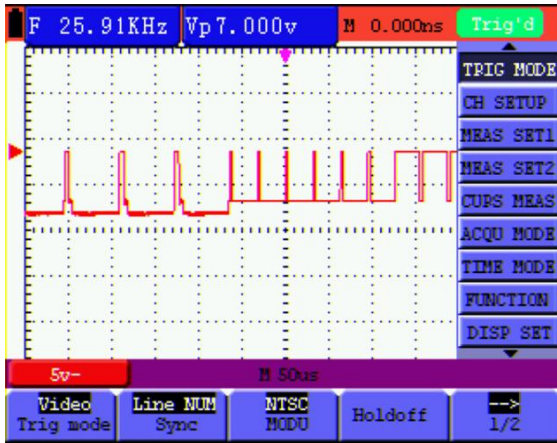 F 25.91KHz Vp7.000v M 0.000ns Trig'd
TRIG MODE
CH SETUP
MEAS SET1
MEAS SET2
CUPS MEAS
ACQU MODE
TIME MODE
FUNCTION
DISP SET
5v- M 50us
Video Line NUM NTSC Holdoff -->
Trig mode Sync MODU 1/2